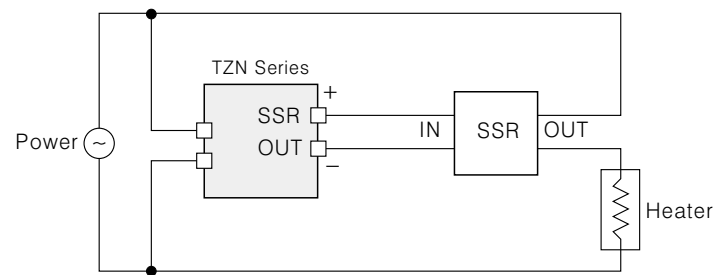 TZN Series
+
SSR
OUT
−
Power
~
IN
SSR
OUT
Heater